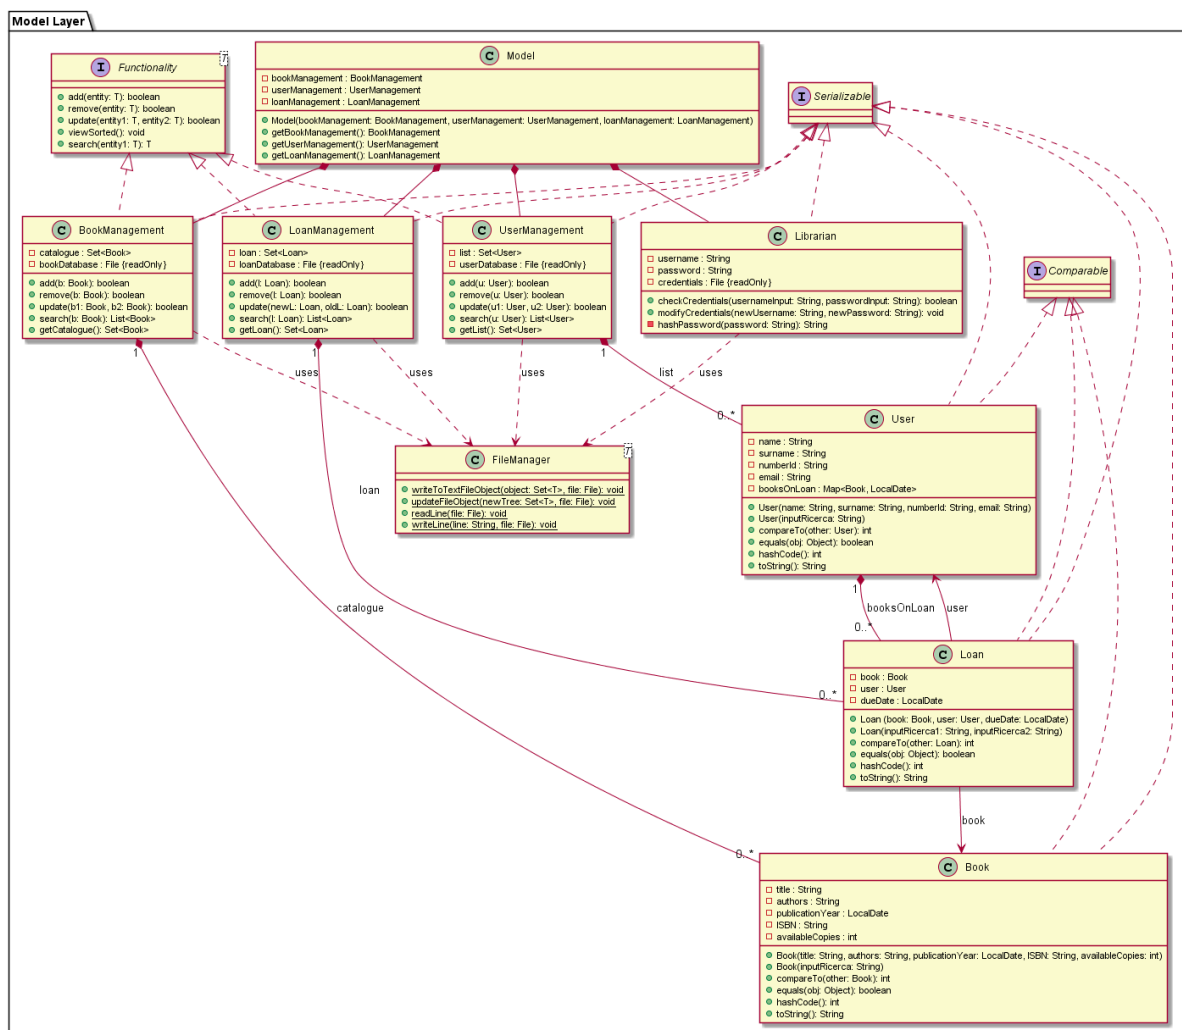 Model Layer
I Functionality
T
add(entity: T): boolean
remove(entity: T): boolean
update(entity1: T, entity2: T): boolean
viewSorted(): void
search(entity1: T): T
C Model
bookManagement : BookManagement
userManagement : UserManagement
loanManagement : LoanManagement
Model(bookManagement: BookManagement, userManagement: UserManagement, loanManagement: LoanManagement)
getBookManagement(): BookManagement
getUserManagement(): UserManagement
getLoanManagement(): LoanManagement
I Serializable
C BookManagement
catalogue : Set<Book>
bookDatabase : File {readOnly}
add(b: Book): boolean
remove(b: Book): boolean
update(b1: Book, b2: Book): boolean
search(b: Book): List<Book>
getCatalogue(): Set<Book>
C LoanManagement
loan : Set<Loan>
loanDatabase : File {readOnly}
add(l: Loan): boolean
remove(l: Loan): boolean
update(newL: Loan, oldL: Loan): boolean
search(l: Loan): List<Loan>
getLoan(): Set<Loan>
C UserManagement
list : Set<User>
userDatabase : File {readOnly}
add(u: User): boolean
remove(u: User): boolean
update(u1: User, u2: User): boolean
search(u: User): List<User>
getList(): Set<User>
C Librarian
username : String
password : String
credentials : File {readOnly}
checkCredentials(usernameInput: String, passwordInput: String): boolean
modifyCredentials(newUsername: String, newPassword: String): void
hashPassword(password: String): String
I Comparable
1
1
1
uses
uses
uses
list
uses
0..*
C FileManager
T
writeToTextFileObject(object: Set<T>, file: File): void
updateFileObject(newTree: Set<T>, file: File): void
readLine(file: File): void
writeLine(line: String, file: File): void
C User
name : String
surname : String
numberId : String
email : String
booksOnLoan : Map<Book, LocalDate>
User(name: String, surname: String, numberId: String, email: String)
User(inputRicerca: String)
compareTo(other: User): int
equals(obj: Object): boolean
hashCode(): int
toString(): String
loan
1
catalogue
booksOnLoan
user
0..*
C Loan
book : Book
user : User
dueDate : LocalDate
Loan (book: Book, user: User, dueDate: LocalDate)
Loan(inputRicerca1: String, inputRicerca2: String)
compareTo(other: Loan): int
equals(obj: Object): boolean
hashCode(): int
toString(): String
0..*
book
0..*
C Book
title : String
authors : String
publicationYear : LocalDate
ISBN : String
availableCopies : int
Book(title: String, authors: String, publicationYear: LocalDate, ISBN: String, availableCopies: int)
Book(inputRicerca: String)
compareTo(other: Book): int
equals(obj: Object): boolean
hashCode(): int
toString(): String